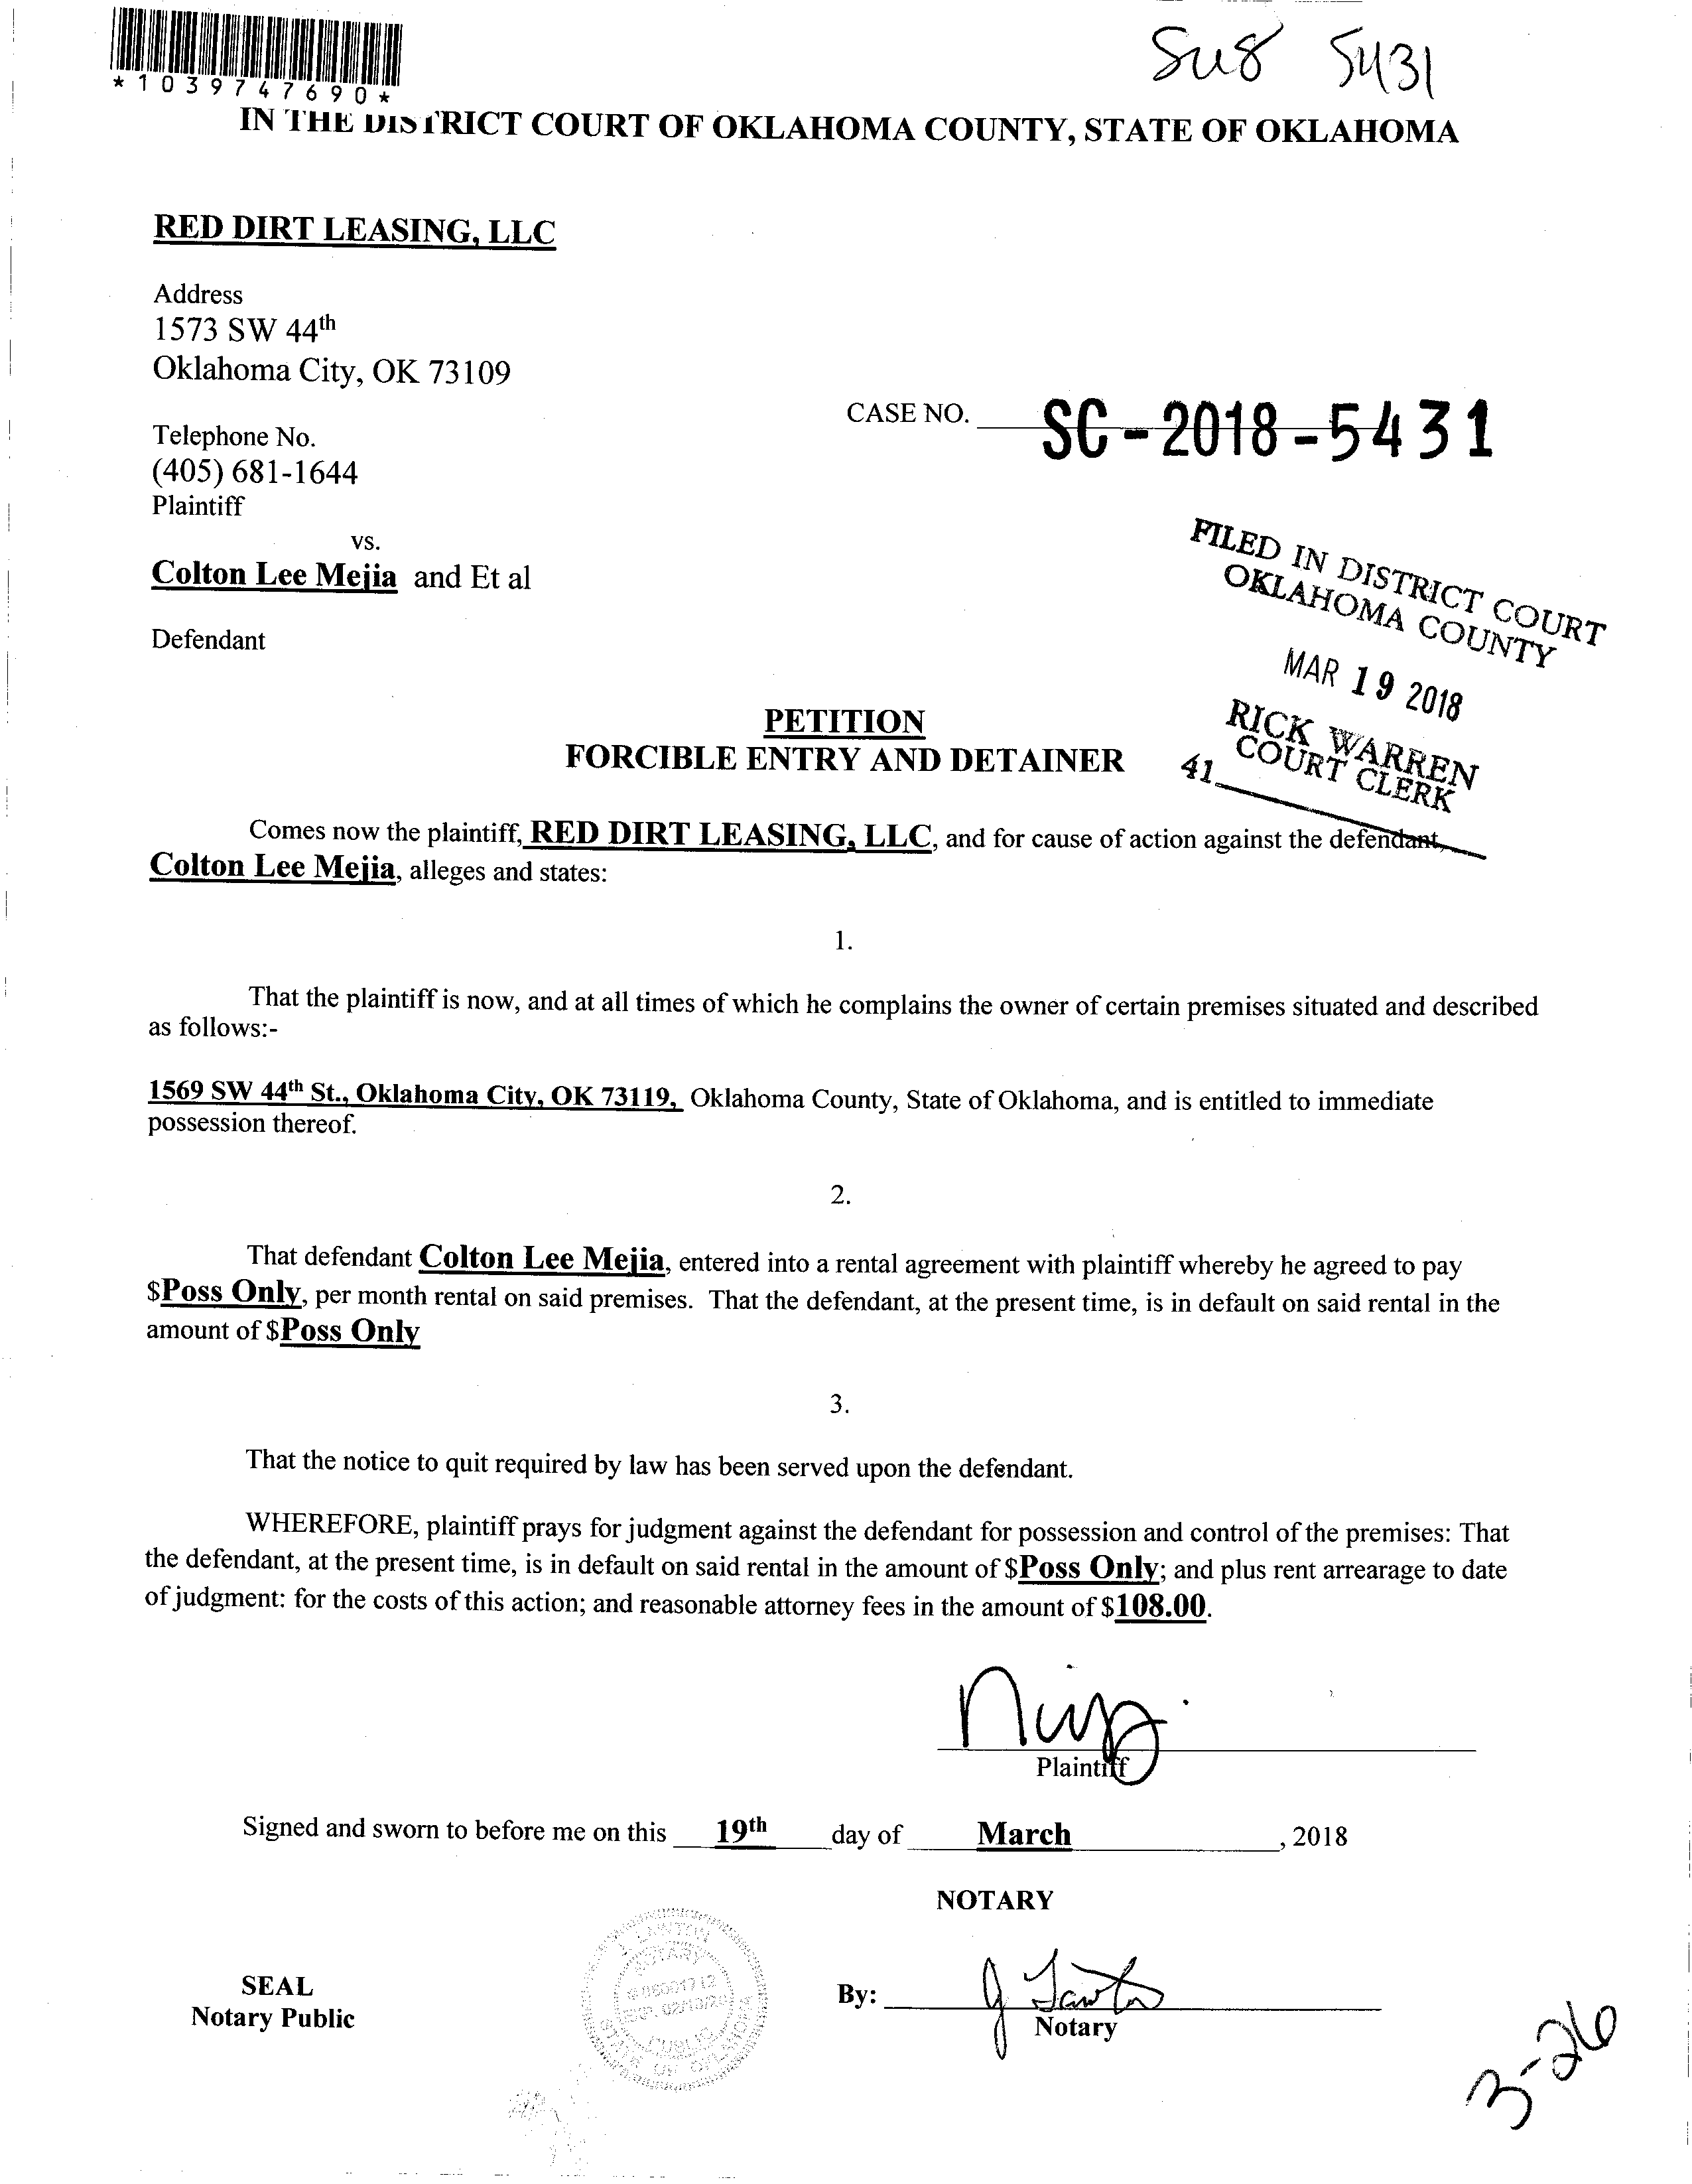 *1039747690*
Su8 5431
IN THE DISTRICT COURT OF OKLAHOMA COUNTY, STATE OF OKLAHOMA
RED DIRT LEASING, LLC
Address
1573 SW 44th
Oklahoma City, OK 73109
CASE NO. SC-2018-5431
Telephone No.
(405) 681-1644
Plaintiff
vs.
Colton Lee Mejia and Et al
Defendant
FILED IN DISTRICT COURT
OKLAHOMA COUNTY
MAR 19 2018
RICK WARREN
COURT CLERK
41
PETITION
FORCIBLE ENTRY AND DETAINER
Comes now the plaintiff, RED DIRT LEASING, LLC, and for cause of action against the defendant,
Colton Lee Mejia, alleges and states:
1.
That the plaintiff is now, and at all times of which he complains the owner of certain premises situated and described
as follows:-
1569 SW 44th St., Oklahoma City, OK 73119, Oklahoma County, State of Oklahoma, and is entitled to immediate
possession thereof.
2.
That defendant Colton Lee Mejia, entered into a rental agreement with plaintiff whereby he agreed to pay
$Poss Only, per month rental on said premises. That the defendant, at the present time, is in default on said rental in the
amount of $Poss Only
3.
That the notice to quit required by law has been served upon the defendant.
WHEREFORE, plaintiff prays for judgment against the defendant for possession and control of the premises: That
the defendant, at the present time, is in default on said rental in the amount of $Poss Only; and plus rent arrearage to date
of judgment: for the costs of this action; and reasonable attorney fees in the amount of $108.00.
Plaintiff
Signed and sworn to before me on this 19th day of March, 2018
NOTARY
SEAL
Notary Public
J. LAWTON
NOTARY
PUBLIC
STATE OF OKLAHOMA
By: J Lawton
Notary
3-26